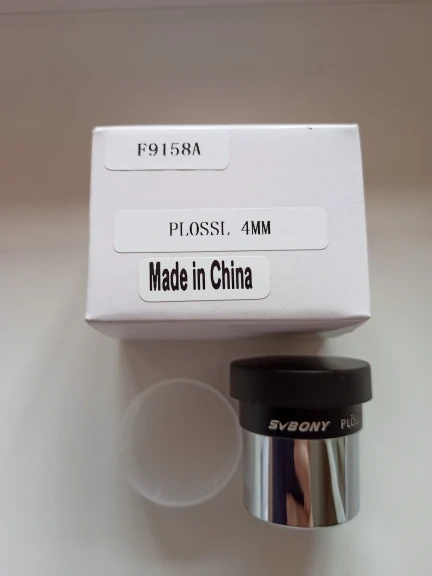 F9158A
PLOSSL 4MM
Made in China
SVBONY